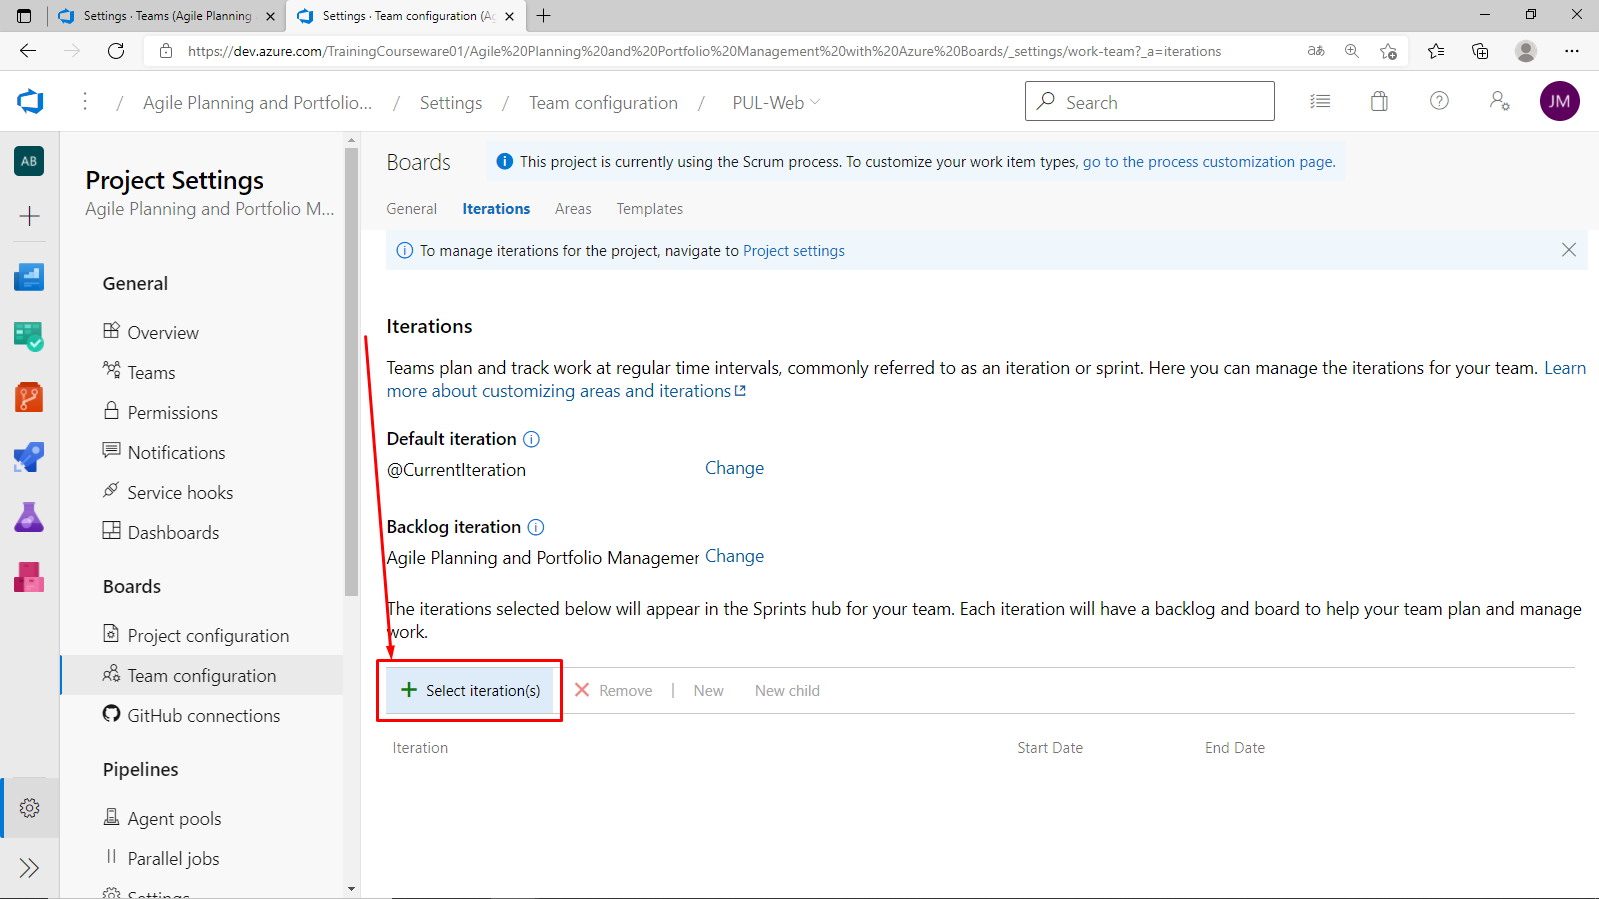 Settings · Teams (Agile Planning
Settings · Team configuration (Ag
https://dev.azure.com/TrainingCourseware01/Agile%20Planning%20and%20Portfolio%20Management%20with%20Azure%20Boards/_settings/work-team?_a=iterations
aあ
/ Agile Planning and Portfolio... / Settings / Team configuration / PUL-Web
Search
JM
AB
Project Settings
Agile Planning and Portfolio M...
General
Overview
Teams
Permissions
Notifications
Service hooks
Dashboards
Boards
Project configuration
Team configuration
GitHub connections
Pipelines
Agent pools
Parallel jobs
Settings
Boards
This project is currently using the Scrum process. To customize your work item types, go to the process customization page.
General Iterations Areas Templates
To manage iterations for the project, navigate to Project settings
Iterations
Teams plan and track work at regular time intervals, commonly referred to as an iteration or sprint. Here you can manage the iterations for your team. Learn
more about customizing areas and iterations
Default iteration
@CurrentIteration Change
Backlog iteration
Agile Planning and Portfolio Managemer Change
The iterations selected below will appear in the Sprints hub for your team. Each iteration will have a backlog and board to help your team plan and manage
work.
Select iteration(s) Remove | New New child
Iteration Start Date End Date